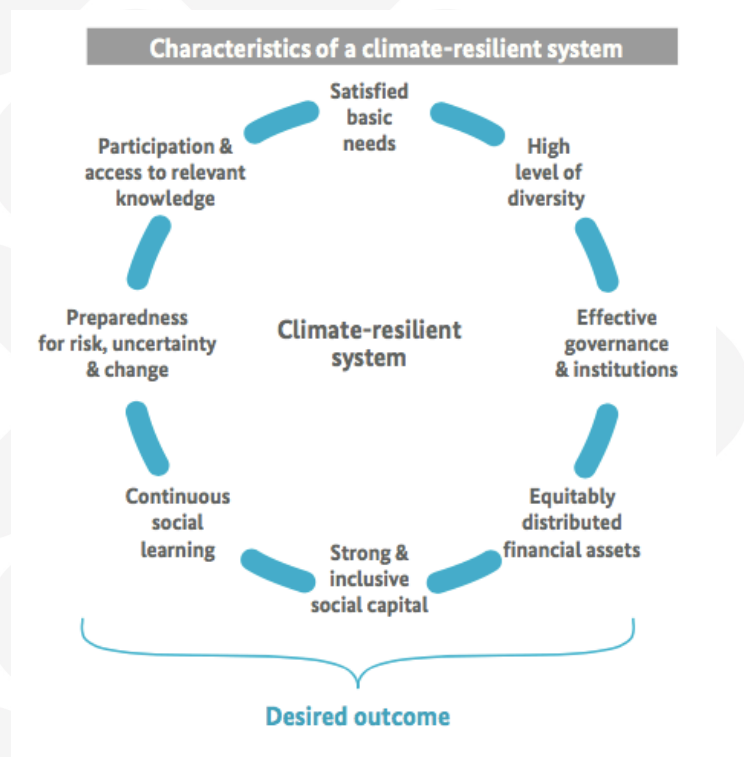 Characteristics of a climate-resilient system
Satisfied
basic
needs
High
level of
diversity
Effective
governance
& institutions
Equitably
distributed
financial assets
Strong &
inclusive
social capital
Continuous
social
learning
Preparedness
for risk, uncertainty
& change
Participation &
access to relevant
knowledge
Climate-resilient
system
Desired outcome